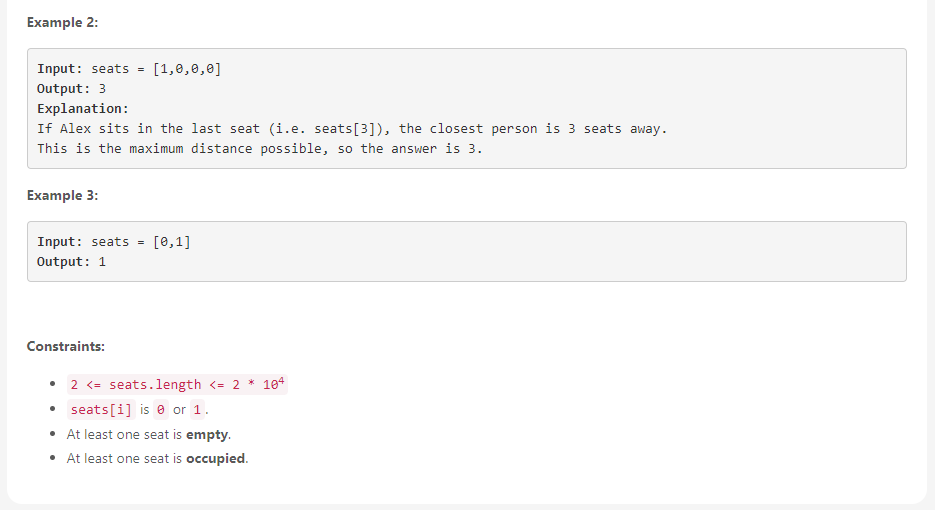 Example 2:
Input: seats = [1,0,0,0]
Output: 3
Explanation:
If Alex sits in the last seat (i.e. seats[3]), the closest person is 3 seats away.
This is the maximum distance possible, so the answer is 3.
Example 3:
Input: seats = [0,1]
Output: 1
Constraints:
• 2 <= seats.length <= 2 * 10⁴
• seats[i] is 0 or 1.
• At least one seat is empty.
• At least one seat is occupied.